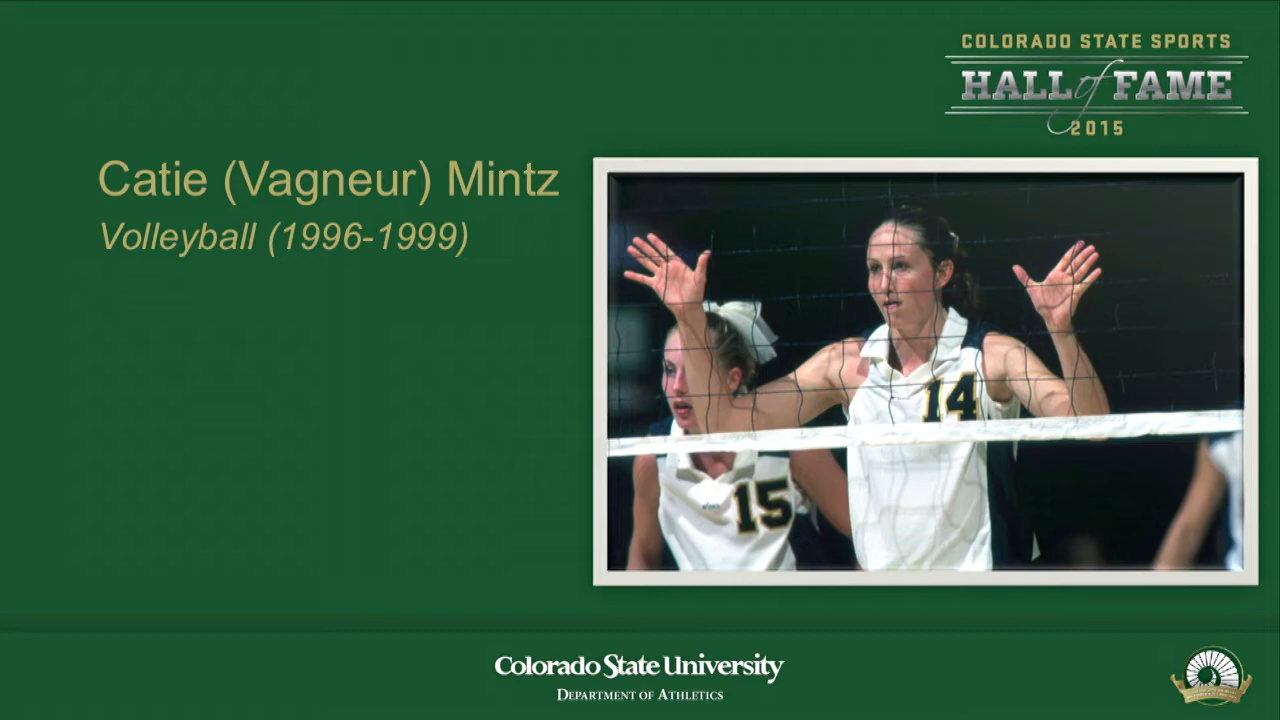 COLORADO STATE SPORTS
HALL of FAME
2015
Catie (Vagneur) Mintz
Volleyball (1996-1999)
14
15
Colorado State University
DEPARTMENT OF ATHLETICS